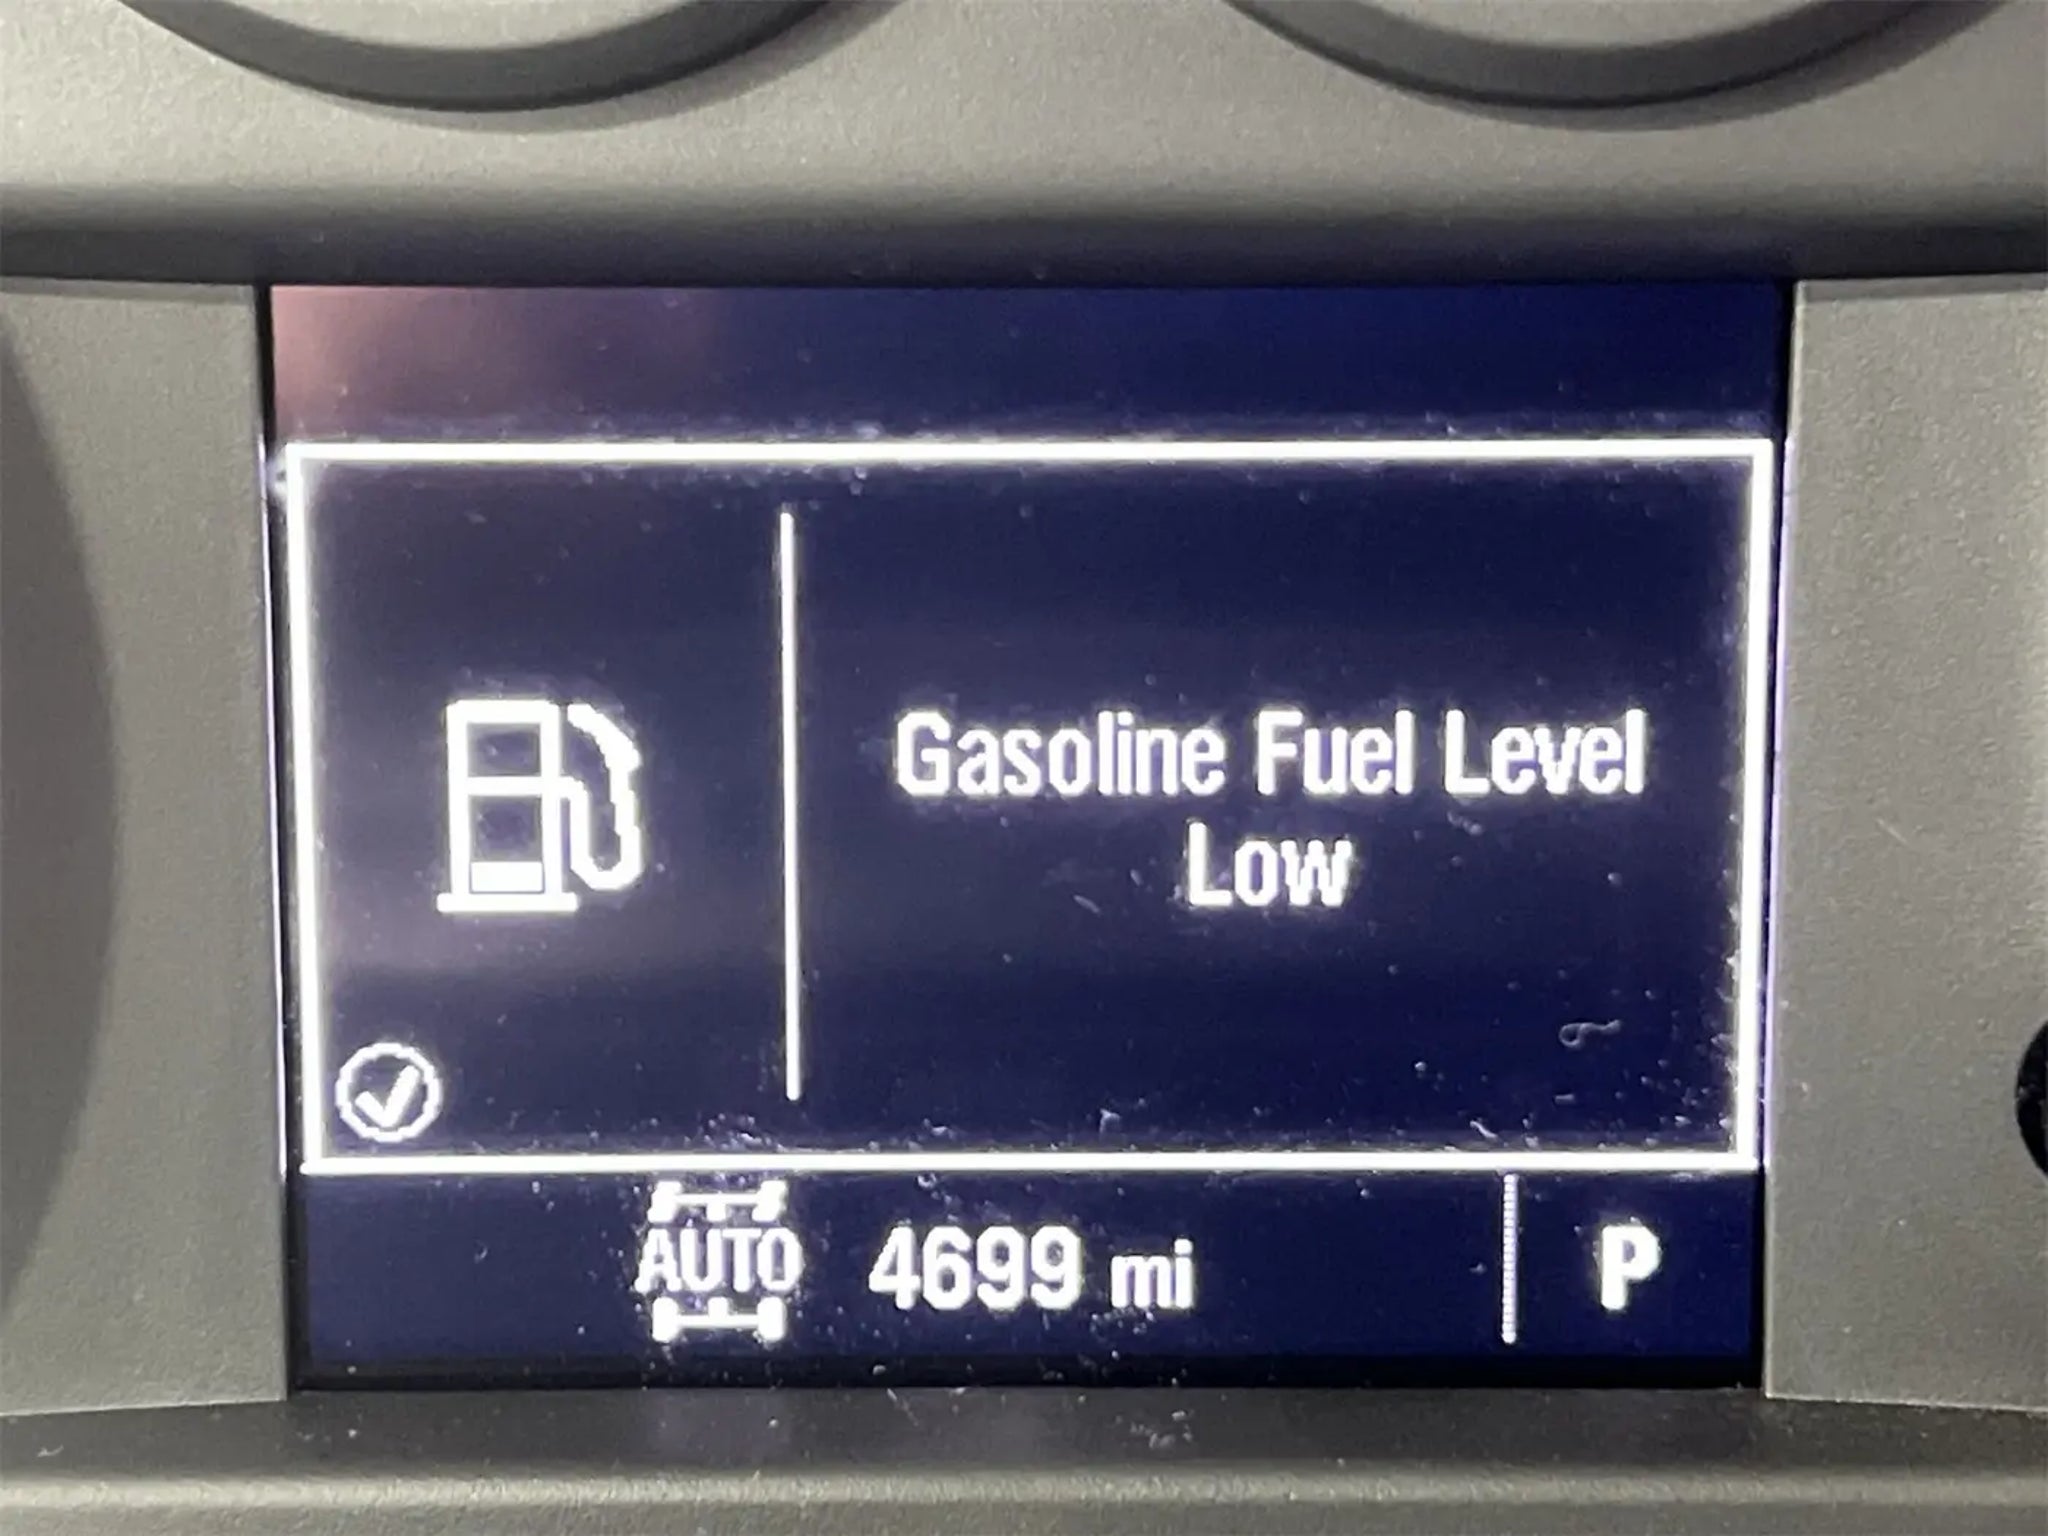 Gasoline Fuel Level
Low
AUTO 4699 mi P